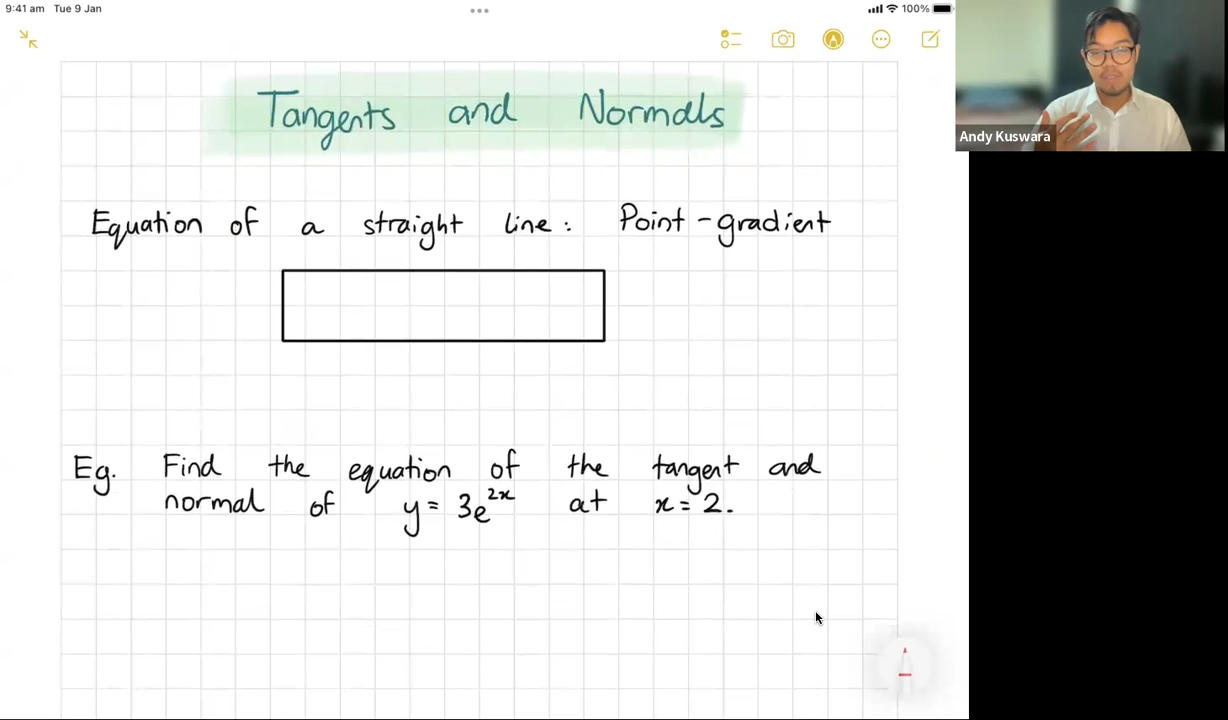 9:41 am Tue 9 Jan 100%
Tangents and Normals
Andy Kuswara
Equation of a straight line: Point-gradient
Eg. Find the equation of the tangent and
normal of y = 3e^{2x} at x = 2.